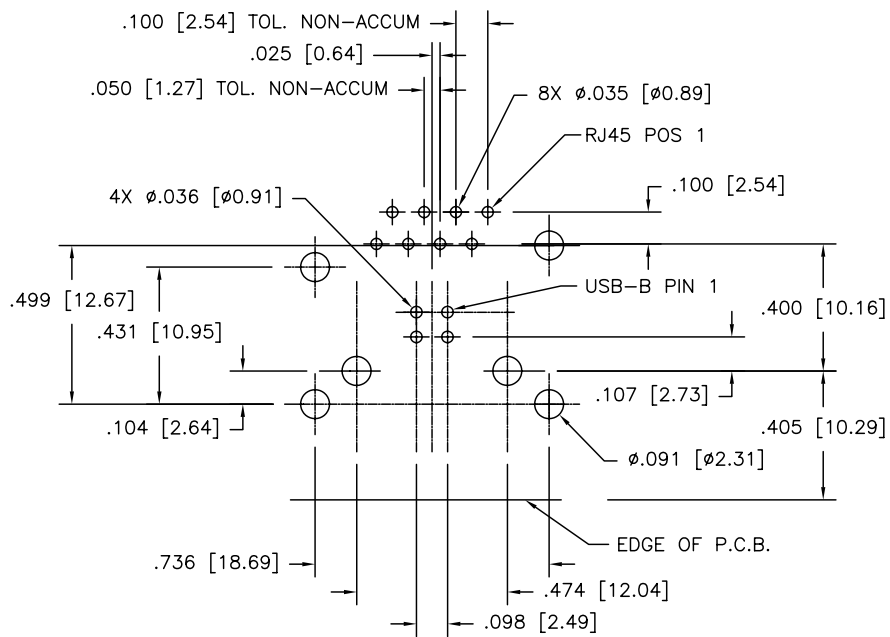 .100 [2.54] TOL. NON-ACCUM
.025 [0.64]
.050 [1.27] TOL. NON-ACCUM
8X ø.035 [ø0.89]
RJ45 POS 1
4X ø.036 [ø0.91]
.100 [2.54]
USB-B PIN 1
.499 [12.67]
.431 [10.95]
.400 [10.16]
.107 [2.73]
.104 [2.64]
.405 [10.29]
ø.091 [ø2.31]
EDGE OF P.C.B.
.736 [18.69]
.474 [12.04]
.098 [2.49]